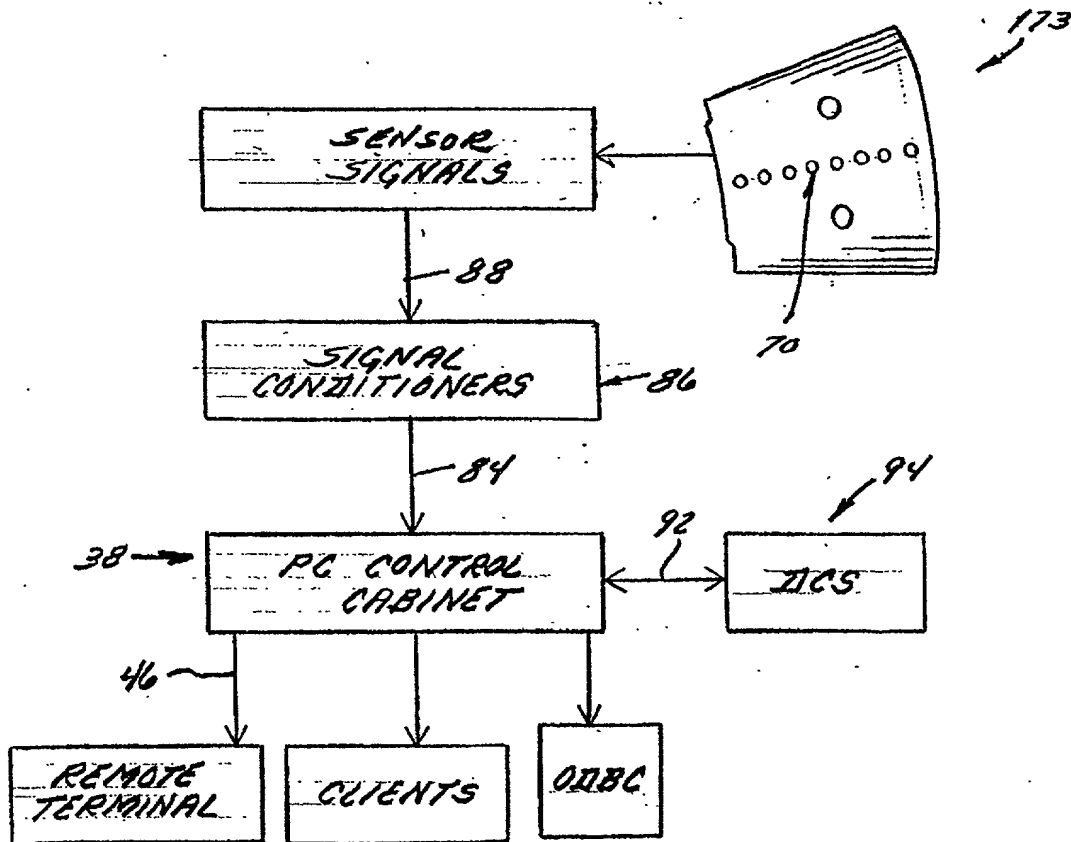 173
SENSOR
SIGNALS
88
70
SIGNAL
CONDITIONERS
86
84
94
92
38
PC CONTROL
CABINET
DCS
46
REMOTE
TERMINAL
CLIENTS
ODBC